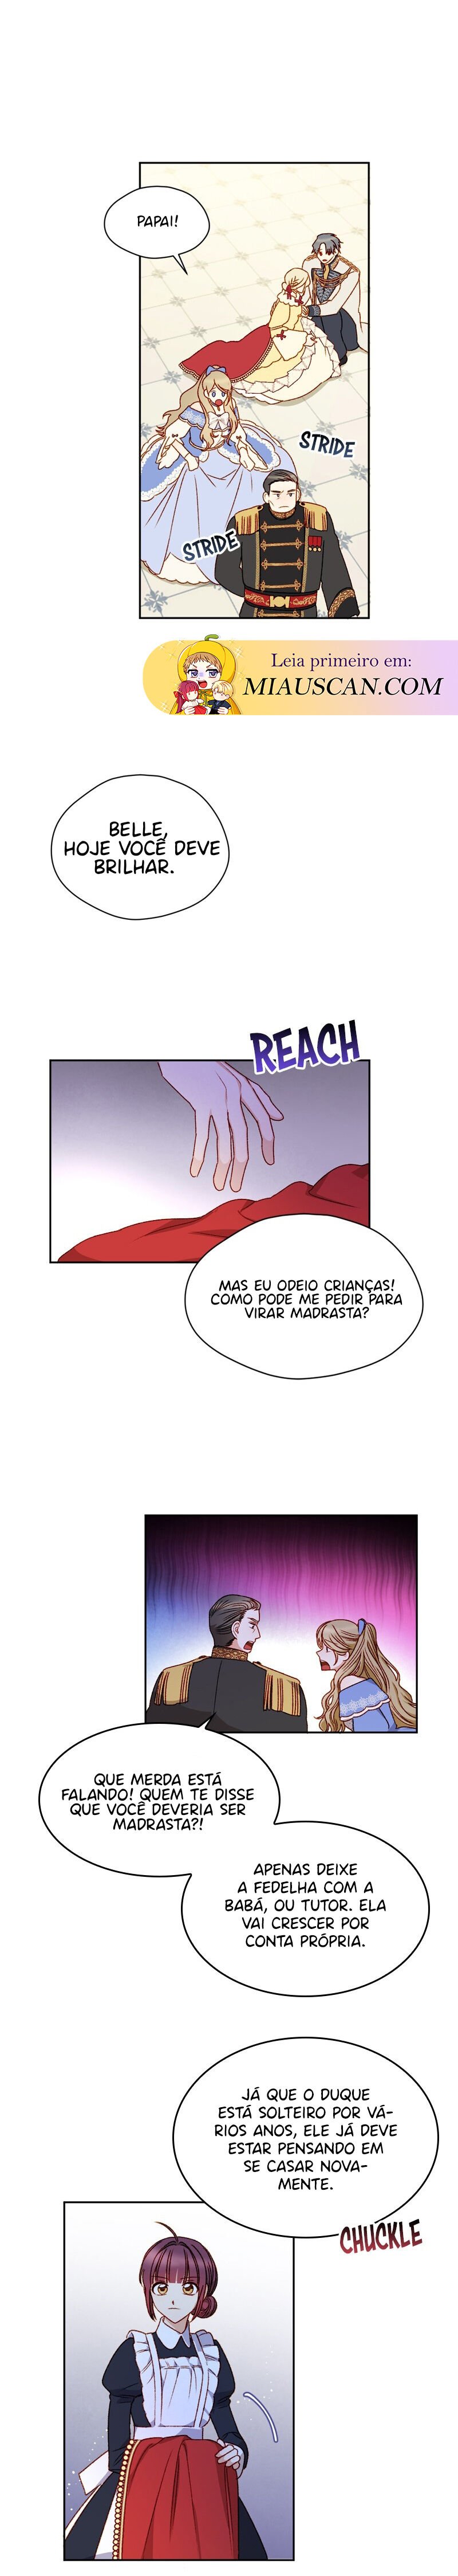 PAPAI!
STRIDE
STRIDE
Leia primeiro em:
MIAUSCAN.COM
BELLE,
HOJE VOCÊ DEVE
BRILHAR.
REACH
MAS EU ODEIO CRIANÇAS!
COMO PODE ME PEDIR PARA
VIRAR MADRASTA?
QUE MERDA ESTÁ
FALANDO! QUEM TE DISSE
QUE VOCÊ DEVERIA SER
MADRASTA?!
APENAS DEIXE
A FEDELHA COM A
BABÁ, OU TUTOR. ELA
VAI CRESCER POR
CONTA PRÓPRIA.
JÁ QUE O DUQUE
ESTÁ SOLTEIRO POR VÁ-
RIOS ANOS, ELE JÁ DEVE
ESTAR PENSANDO EM
SE CASAR NOVA-
MENTE.
CHUCKLE